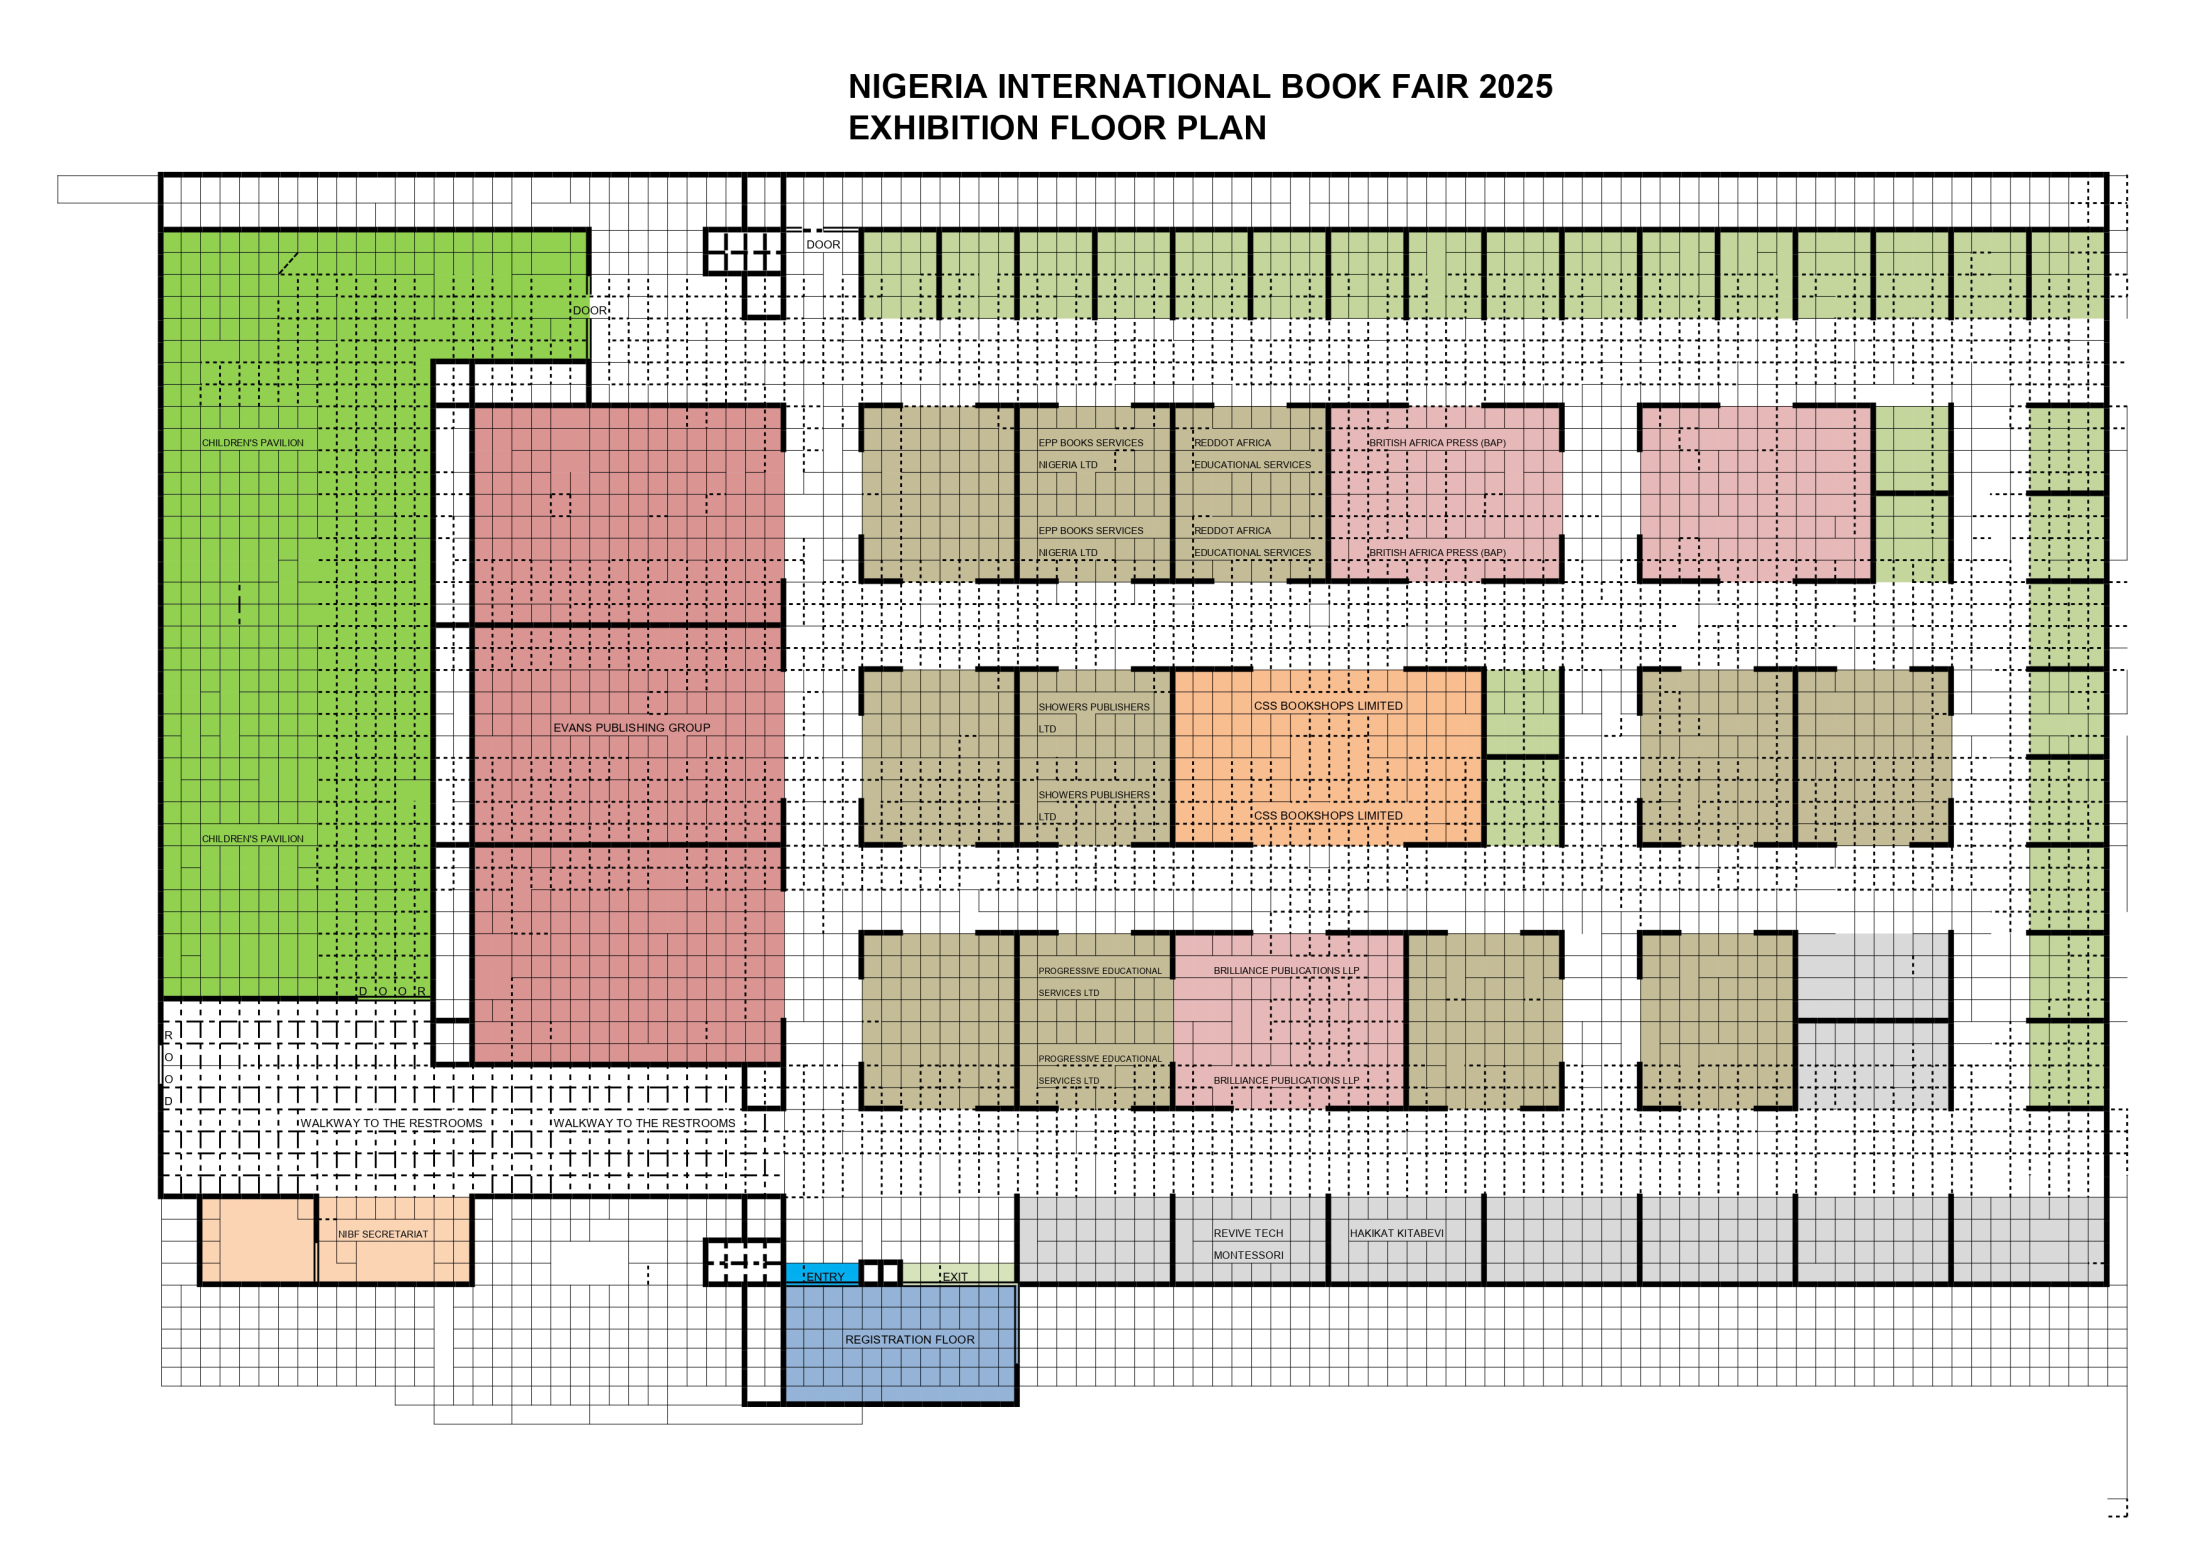 NIGERIA INTERNATIONAL BOOK FAIR 2025
EXHIBITION FLOOR PLAN
DOOR
DOOR
CHILDREN'S PAVILION
EPP BOOKS SERVICES
NIGERIA LTD
REDDOT AFRICA
EDUCATIONAL SERVICES
BRITISH AFRICA PRESS (BAP)
EPP BOOKS SERVICES
NIGERIA LTD
REDDOT AFRICA
EDUCATIONAL SERVICES
BRITISH AFRICA PRESS (BAP)
EVANS PUBLISHING GROUP
SHOWERS PUBLISHERS
LTD
CSS BOOKSHOPS LIMITED
SHOWERS PUBLISHERS
LTD
CSS BOOKSHOPS LIMITED
CHILDREN'S PAVILION
PROGRESSIVE EDUCATIONAL
SERVICES LTD
BRILLIANCE PUBLICATIONS LLP
D O O R
R
O
O
D
PROGRESSIVE EDUCATIONAL
SERVICES LTD
BRILLIANCE PUBLICATIONS LLP
WALKWAY TO THE RESTROOMS
WALKWAY TO THE RESTROOMS
NIBF SECRETARIAT
REVIVE TECH
MONTESSORI
HAKIKAT KITABEVI
ENTRY
EXIT
REGISTRATION FLOOR